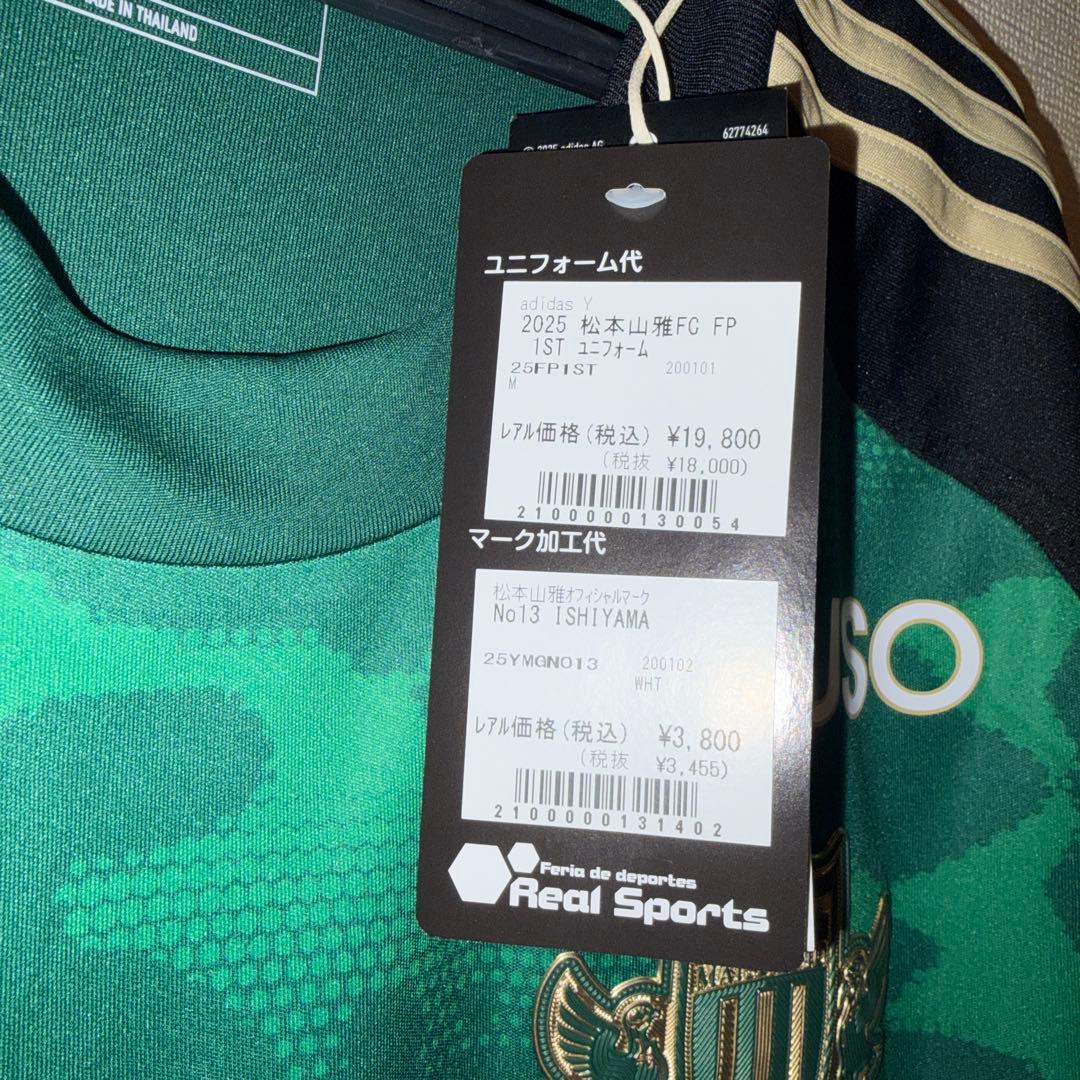 MADE IN THAILAND
62774264
© 2025 adidas AG
ユニフォーム代
adidas Y
2025 松本山雅FC FP
1ST ユニフォーム
25FP1ST 200101
M
レアル価格(税込) ¥19,800
(税抜 ¥18,000)
2100000130054
マーク加工代
松本山雅オフィシャルマーク
No13 ISHIYAMA
25YMGNO13 200102
WHT
レアル価格(税込) ¥3,800
(税抜 ¥3,455)
2100000131402
Feria de deportes
Real Sports
USO